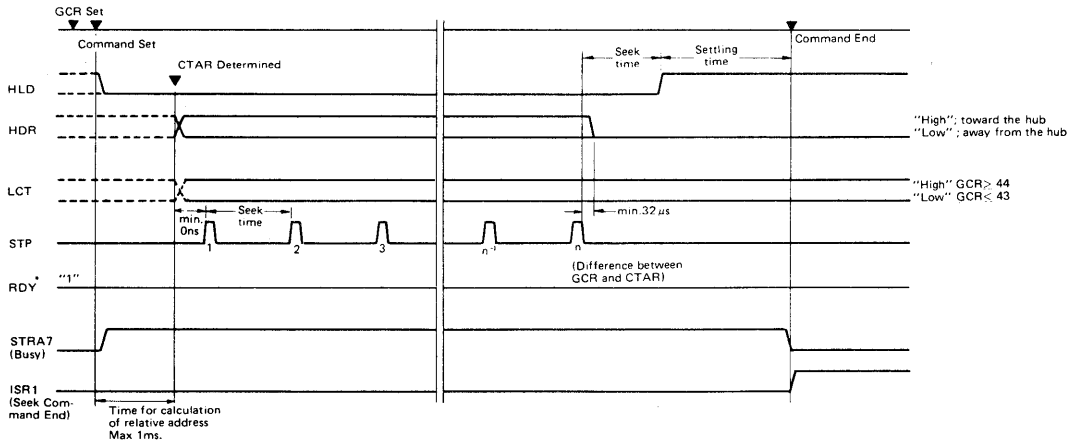 GCR Set
Command Set
Command End
Seek time
Settling time
CTAR Determined
HLD
HDR
"High"; toward the hub
"Low" ; away from the hub
LCT
"High" GCR≥ 44
"Low" GCR≤ 43
min. 0ns
Seek time
min.32 μs
STP
1
2
3
n-1
n
(Difference between
GCR and CTAR)
RDY* "1"
STRA7
(Busy)
ISR1
(Seek Com-
mand End)
Time for calculation
of relative address
Max 1ms.